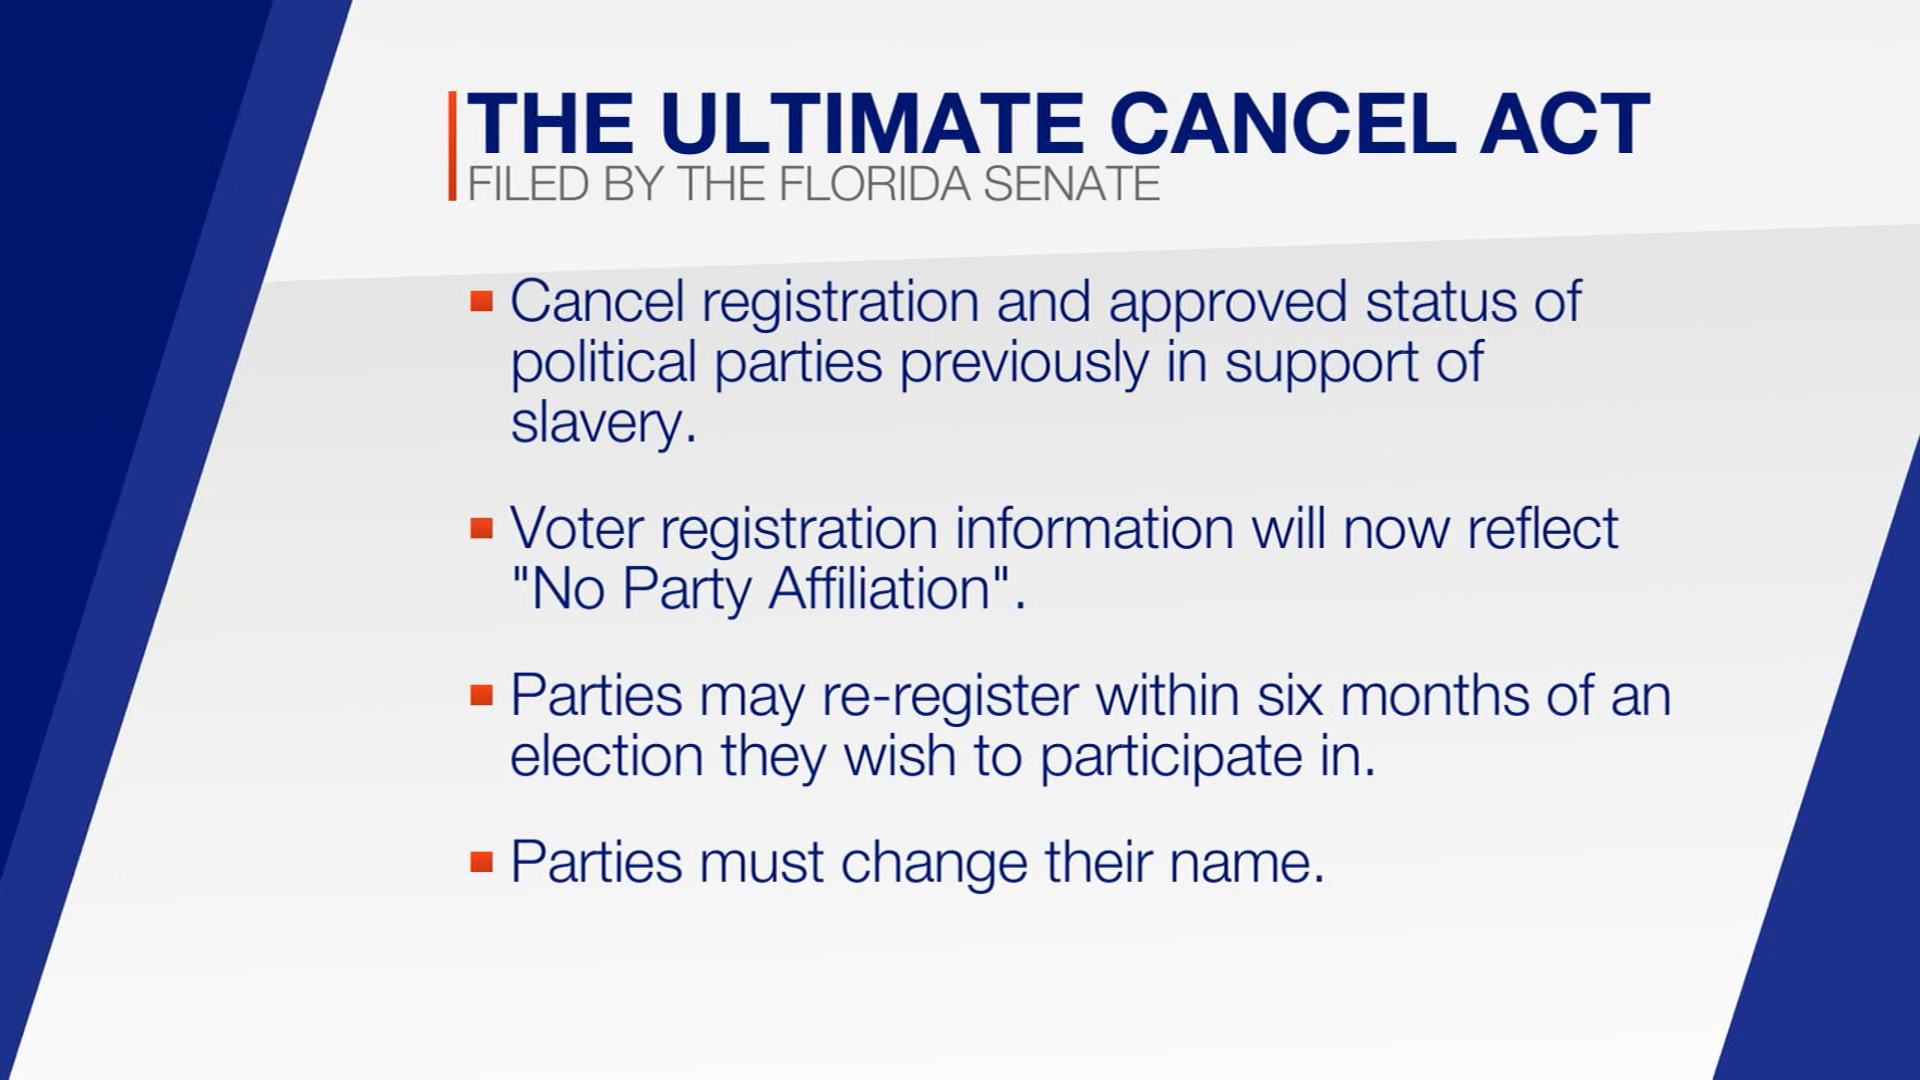 THE ULTIMATE CANCEL ACT
FILED BY THE FLORIDA SENATE
Cancel registration and approved status of
political parties previously in support of
slavery.
Voter registration information will now reflect
"No Party Affiliation".
Parties may re-register within six months of an
election they wish to participate in.
Parties must change their name.